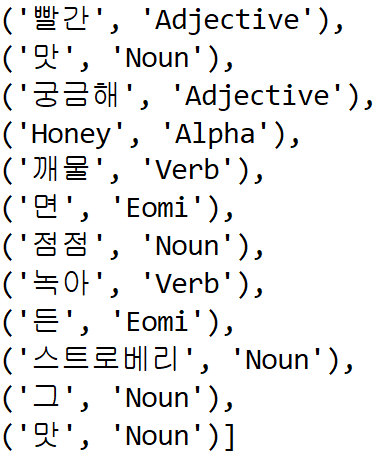 ('빨간', 'Adjective'),
('맛', 'Noun'),
('궁금해', 'Adjective'),
('Honey', 'Alpha'),
('깨물', 'Verb'),
('면', 'Eomi'),
('점점', 'Noun'),
('녹아', 'Verb'),
('든', 'Eomi'),
('스트로베리', 'Noun'),
('그', 'Noun'),
('맛', 'Noun')]